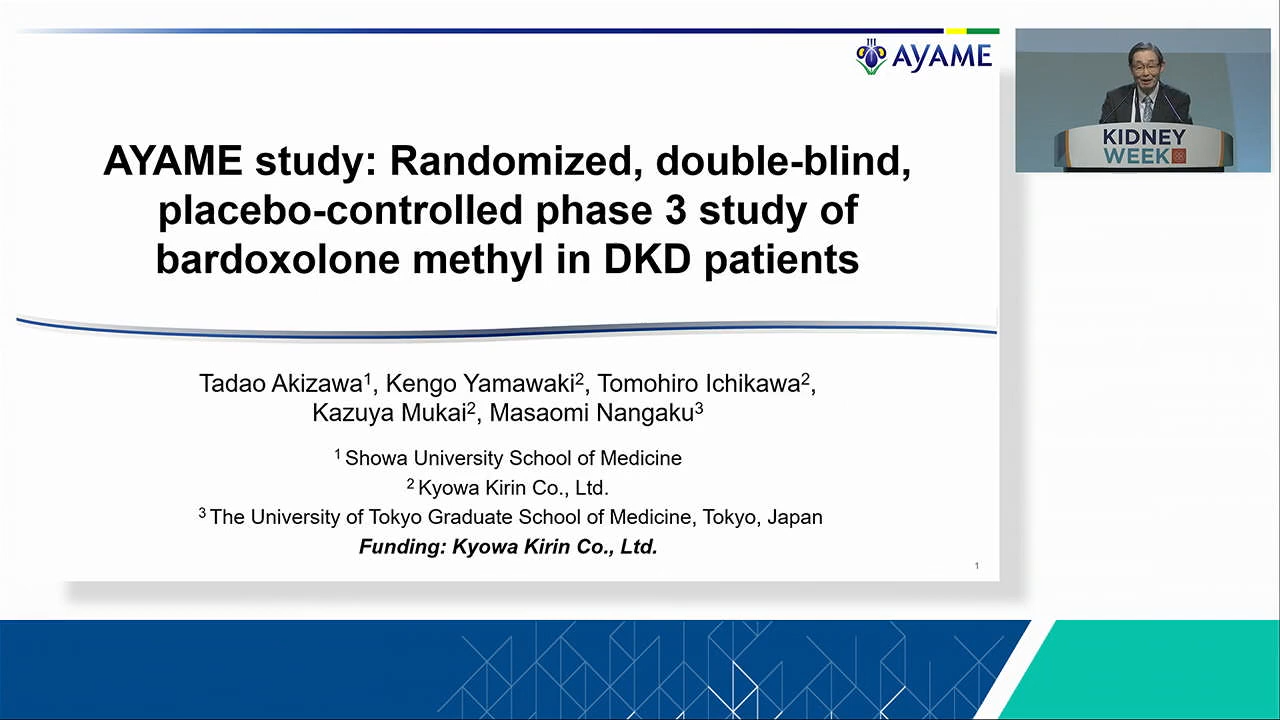 AYAME
AYAME study: Randomized, double-blind,
placebo-controlled phase 3 study of
bardoxolone methyl in DKD patients
Tadao Akizawa¹, Kengo Yamawaki², Tomohiro Ichikawa²,
Kazuya Mukai², Masaomi Nangaku³
¹ Showa University School of Medicine
² Kyowa Kirin Co., Ltd.
³ The University of Tokyo Graduate School of Medicine, Tokyo, Japan
Funding: Kyowa Kirin Co., Ltd.
1
KIDNEY
WEEK